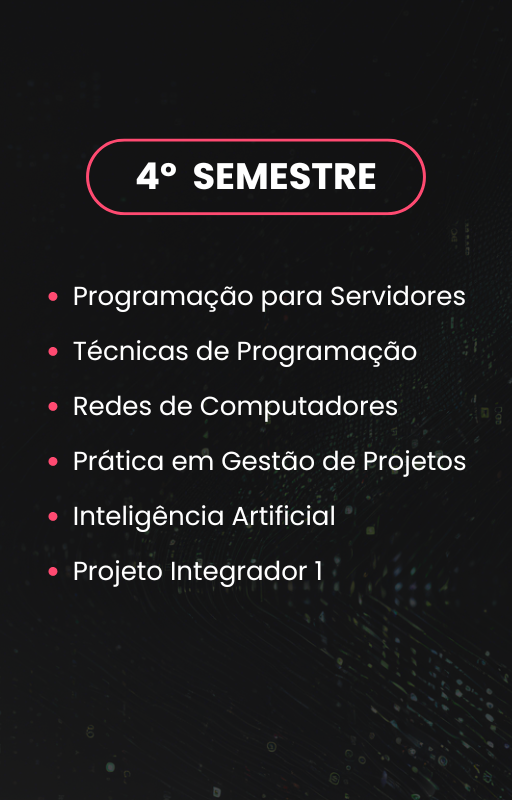 4º SEMESTRE
Programação para Servidores
Técnicas de Programação
Redes de Computadores
Prática em Gestão de Projetos
Inteligência Artificial
Projeto Integrador 1